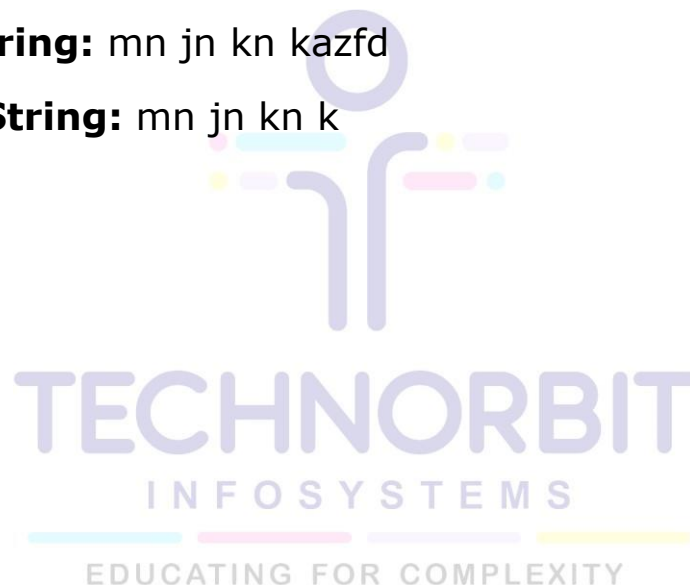 ring: mn jn kn kazfd
String: mn jn kn k
TECHNORBIT
INFOSYSTEMS
EDUCATING FOR COMPLEXITY